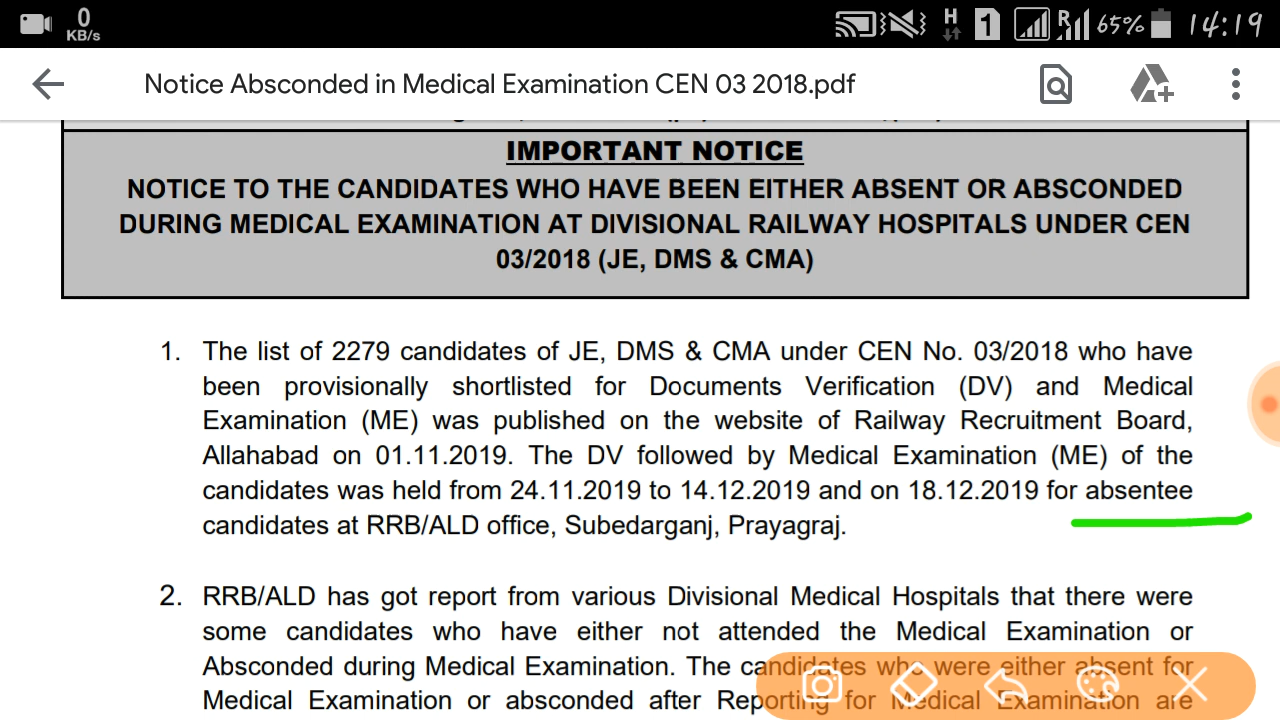 0
KB/s
H
1
R
65%
14:19
Notice Absconded in Medical Examination CEN 03 2018.pdf
IMPORTANT NOTICE
NOTICE TO THE CANDIDATES WHO HAVE BEEN EITHER ABSENT OR ABSCONDED
DURING MEDICAL EXAMINATION AT DIVISIONAL RAILWAY HOSPITALS UNDER CEN
03/2018 (JE, DMS & CMA)
1. The list of 2279 candidates of JE, DMS & CMA under CEN No. 03/2018 who have
been provisionally shortlisted for Documents Verification (DV) and Medical
Examination (ME) was published on the website of Railway Recruitment Board,
Allahabad on 01.11.2019. The DV followed by Medical Examination (ME) of the
candidates was held from 24.11.2019 to 14.12.2019 and on 18.12.2019 for absentee
candidates at RRB/ALD office, Subedarganj, Prayagraj.
2. RRB/ALD has got report from various Divisional Medical Hospitals that there were
some candidates who have either not attended the Medical Examination or
Absconded during Medical Examination. The candidates who were either absent for
Medical Examination or absconded after Reporting for Medical Examination are